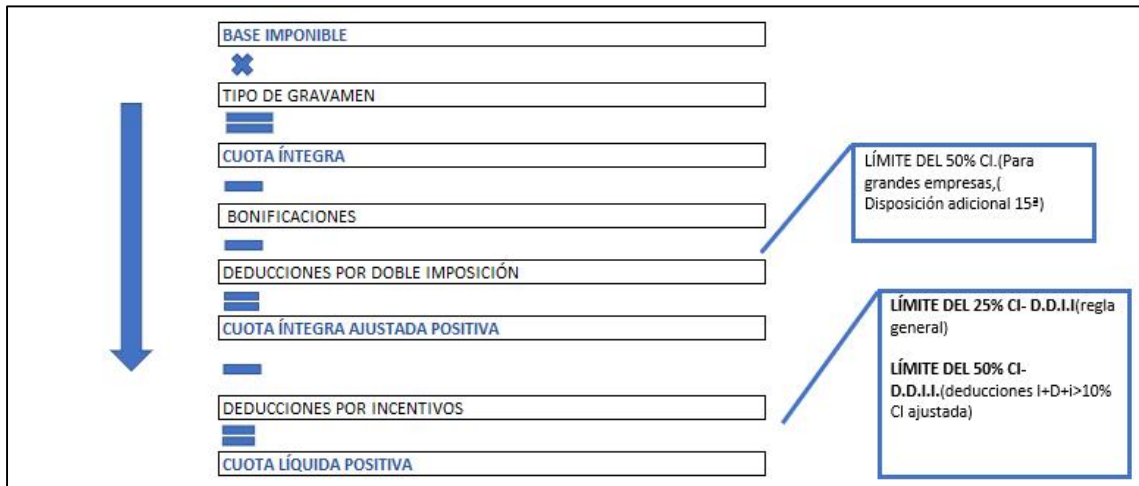 BASE IMPONIBLE
TIPO DE GRAVAMEN
CUOTA ÍNTEGRA
BONIFICACIONES
DEDUCCIONES POR DOBLE IMPOSICIÓN
CUOTA ÍNTEGRA AJUSTADA POSITIVA
DEDUCCIONES POR INCENTIVOS
CUOTA LÍQUIDA POSITIVA
LÍMITE DEL 50% CI.(Para
grandes empresas,(
Disposición adicional 15ª)
LÍMITE DEL 25% CI- D.D.I.I(regla
general)
LÍMITE DEL 50% CI-
D.D.I.I.(deducciones I+D+i>10%
CI ajustada)